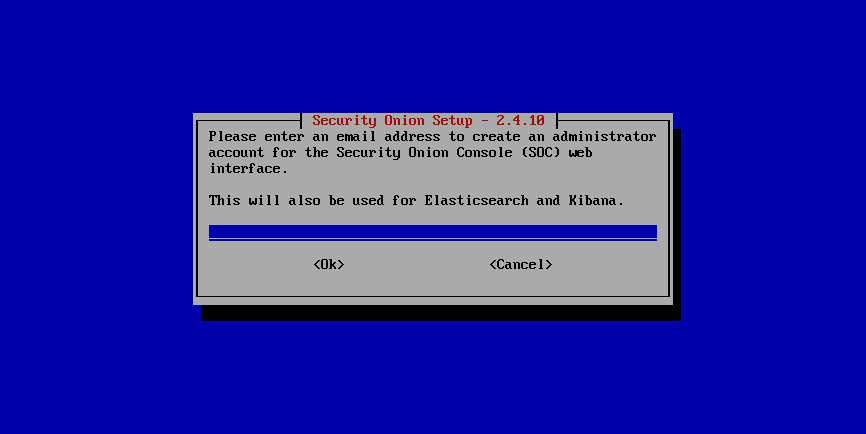 Security Onion Setup - 2.4.10
Please enter an email address to create an administrator
account for the Security Onion Console (SOC) web
interface.
This will also be used for Elasticsearch and Kibana.
<Ok> <Cancel>